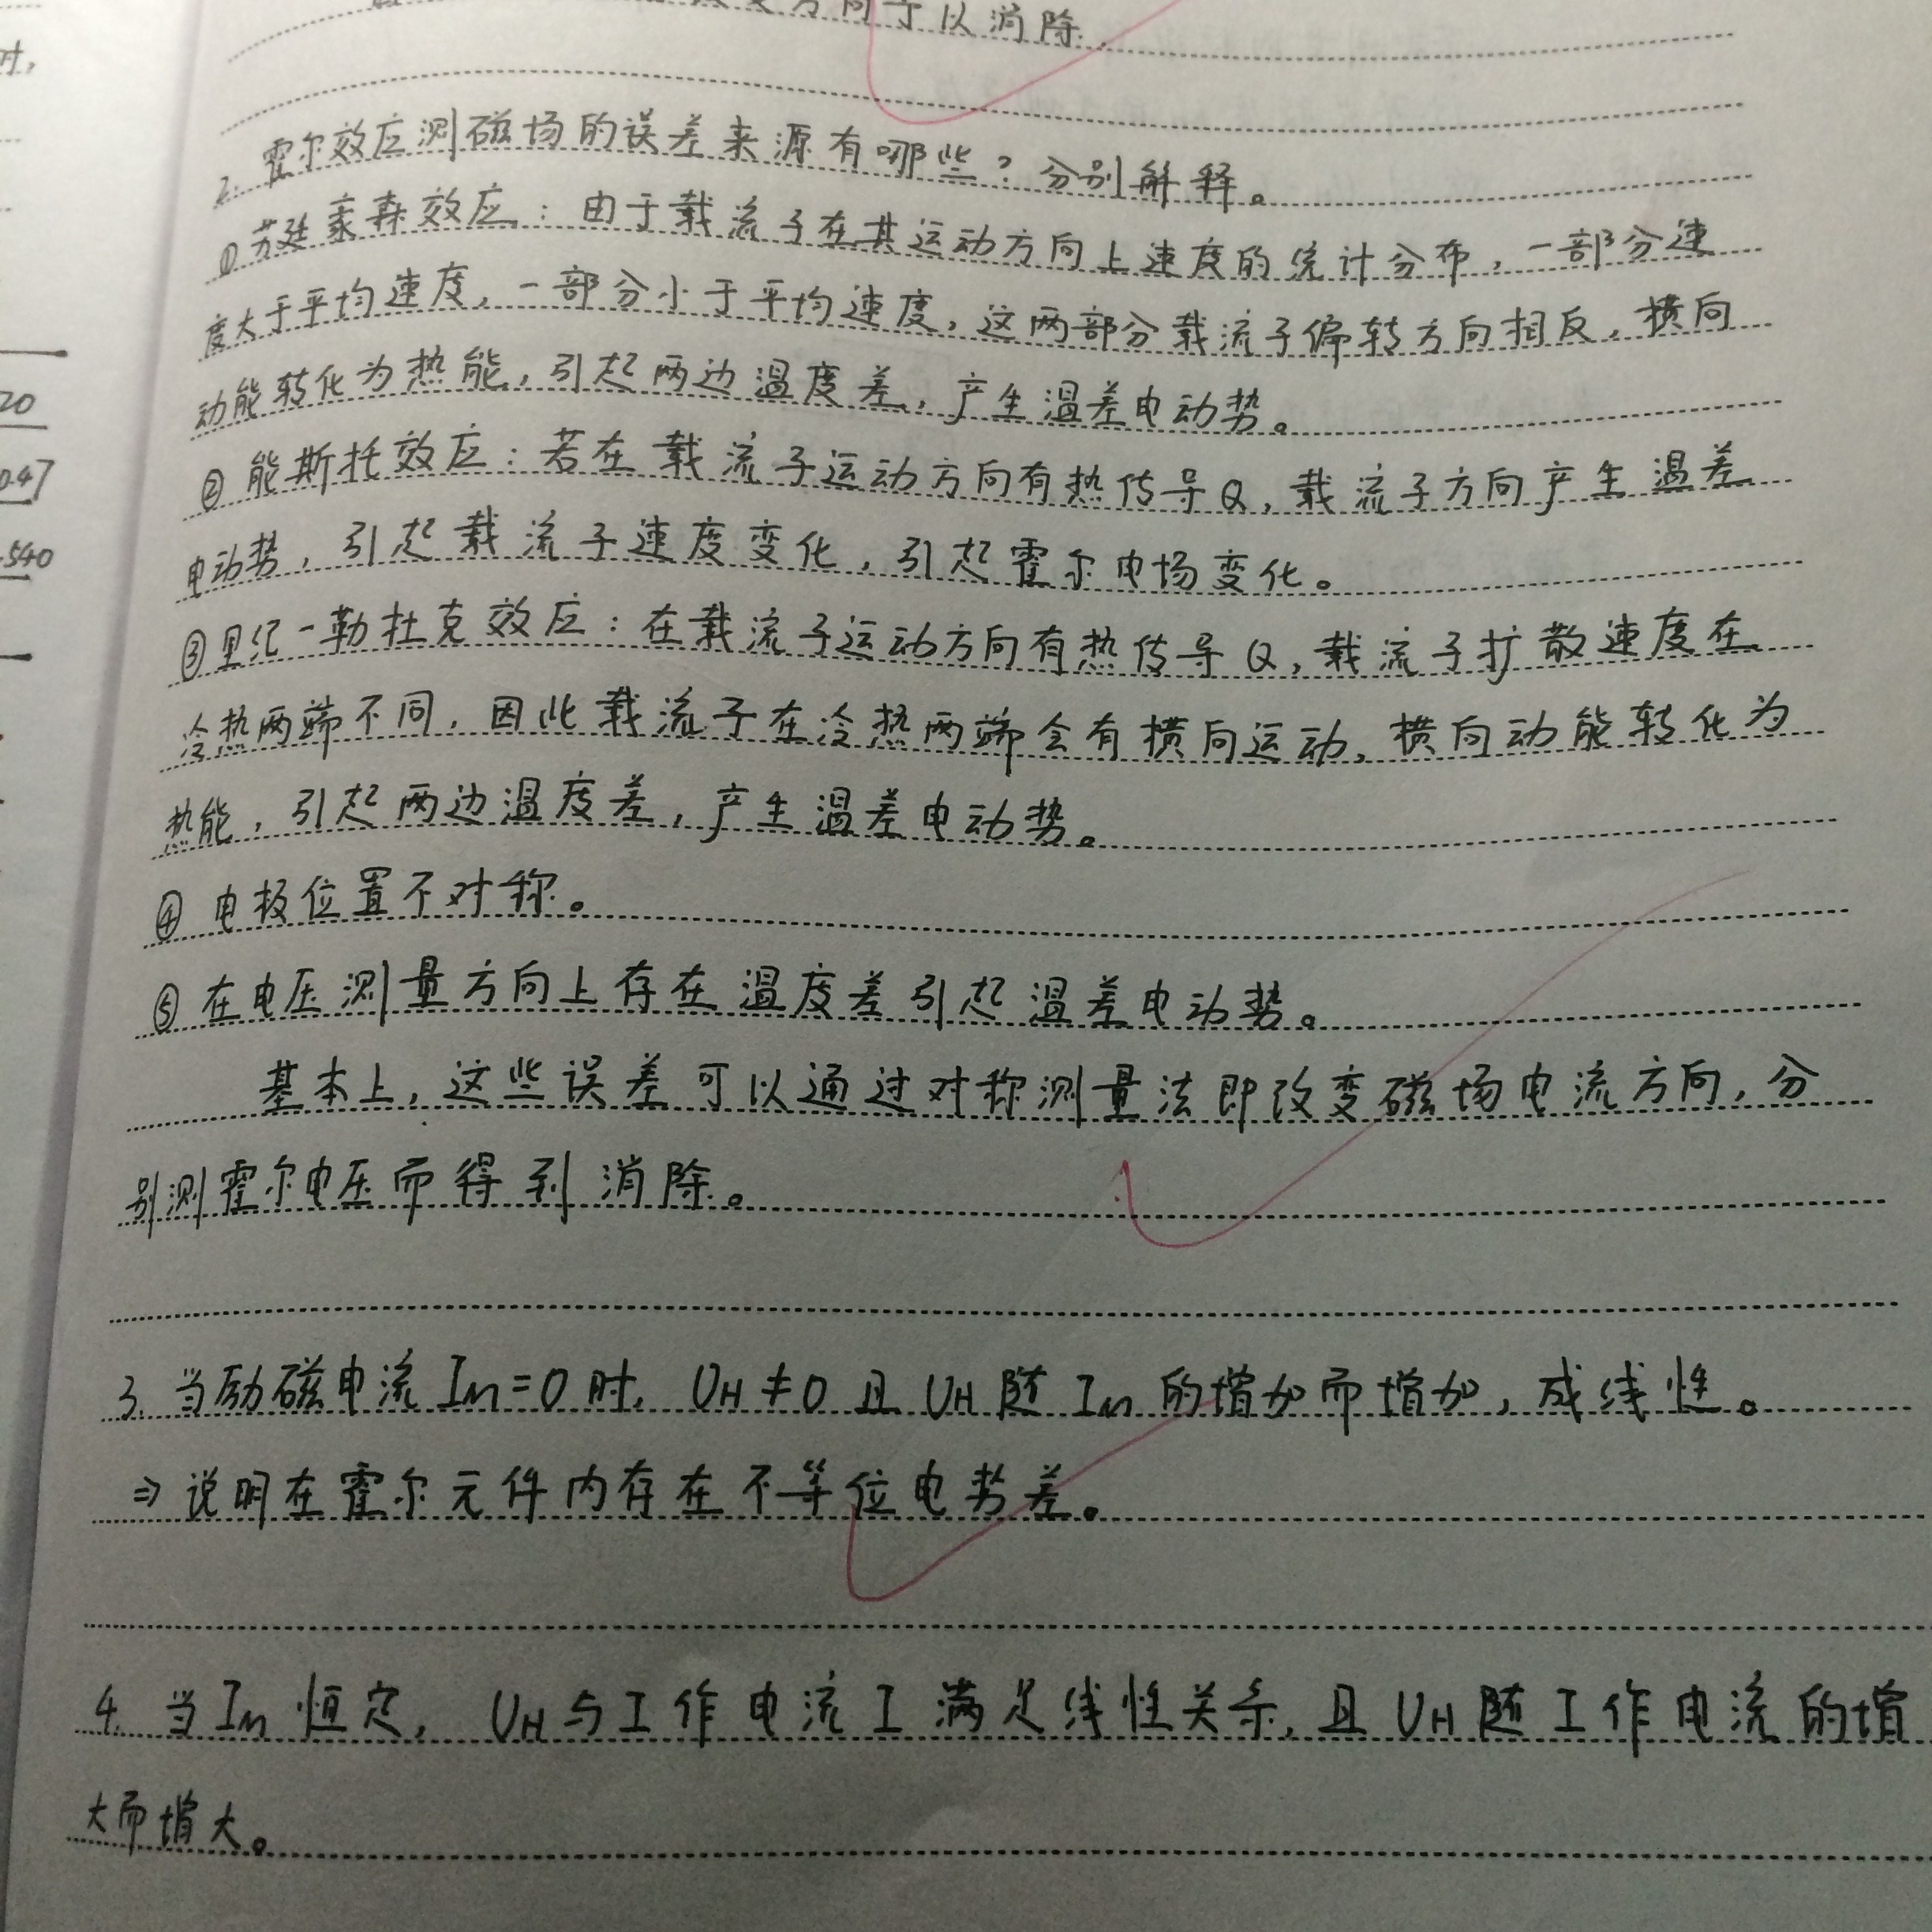 方向予以消除.
时,
20
0.47
.540
2. 霍尔效应测磁场的误差来源有哪些？分别解释。
① 苏廷豪森效应：由于载流子在其运动方向上速度的统计分布，一部分速
度大于平均速度，一部分小于平均速度，这两部分载流子偏转方向相反，横向
动能转化为热能，引起两边温度差，产生温差电动势。
② 能斯托效应：若在载流子运动方向有热传导Q，载流子方向产生温差
电动势，引起载流子速度变化，引起霍尔电场变化。
③ 里纪-勒杜克效应：在载流子运动方向有热传导Q，载流子扩散速度在
冷热两端不同，因此载流子在冷热两端会有横向运动，横向动能转化为
热能，引起两边温度差，产生温差电动势。
④ 电极位置不对称。
⑤ 在电压测量方向上存在温度差引起温差电动势。
基本上，这些误差可以通过对称测量法即改变磁场电流方向，分
别测霍尔电压而得到消除。
3. 当励磁电流 Im=0 时，UH≠0 且 UH 随 Im 的增加而增加，成线性。
⇒ 说明在霍尔元件内存在不等位电势差。
4. 当 Im 恒定，UH 与工作电流 I 满足线性关系，且 UH 随工作电流的增
大而增大。